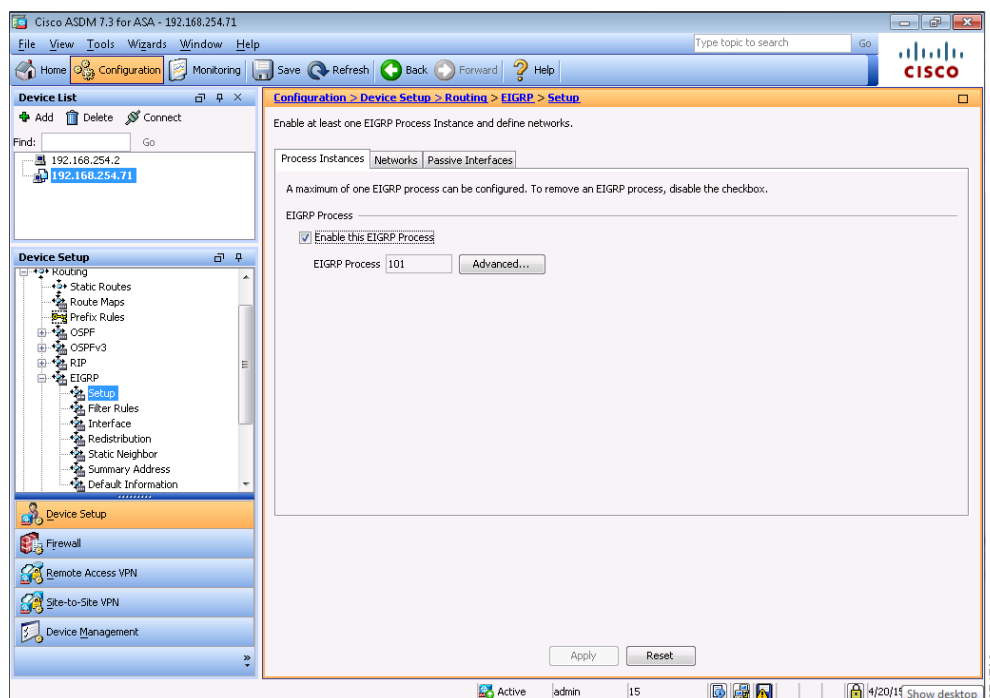 Cisco ASDM 7.3 for ASA - 192.168.254.71
File View Tools Wizards Window Help
Type topic to search Go
Home Configuration Monitoring Save Refresh Back Forward Help
CISCO
Device List
Add Delete Connect
Find: Go
192.168.254.2
192.168.254.71
Device Setup
Routing
Static Routes
Route Maps
Prefix Rules
OSPF
OSPFv3
RIP
EIGRP
Setup
Filter Rules
Interface
Redistribution
Static Neighbor
Summary Address
Default Information
Device Setup
Firewall
Remote Access VPN
Site-to-Site VPN
Device Management
Configuration > Device Setup > Routing > EIGRP > Setup
Enable at least one EIGRP Process Instance and define networks.
Process Instances Networks Passive Interfaces
A maximum of one EIGRP process can be configured. To remove an EIGRP process, disable the checkbox.
EIGRP Process
Enable this EIGRP Process
EIGRP Process 101 Advanced...
Apply Reset
Active admin 15 4/20/15
Show desktop